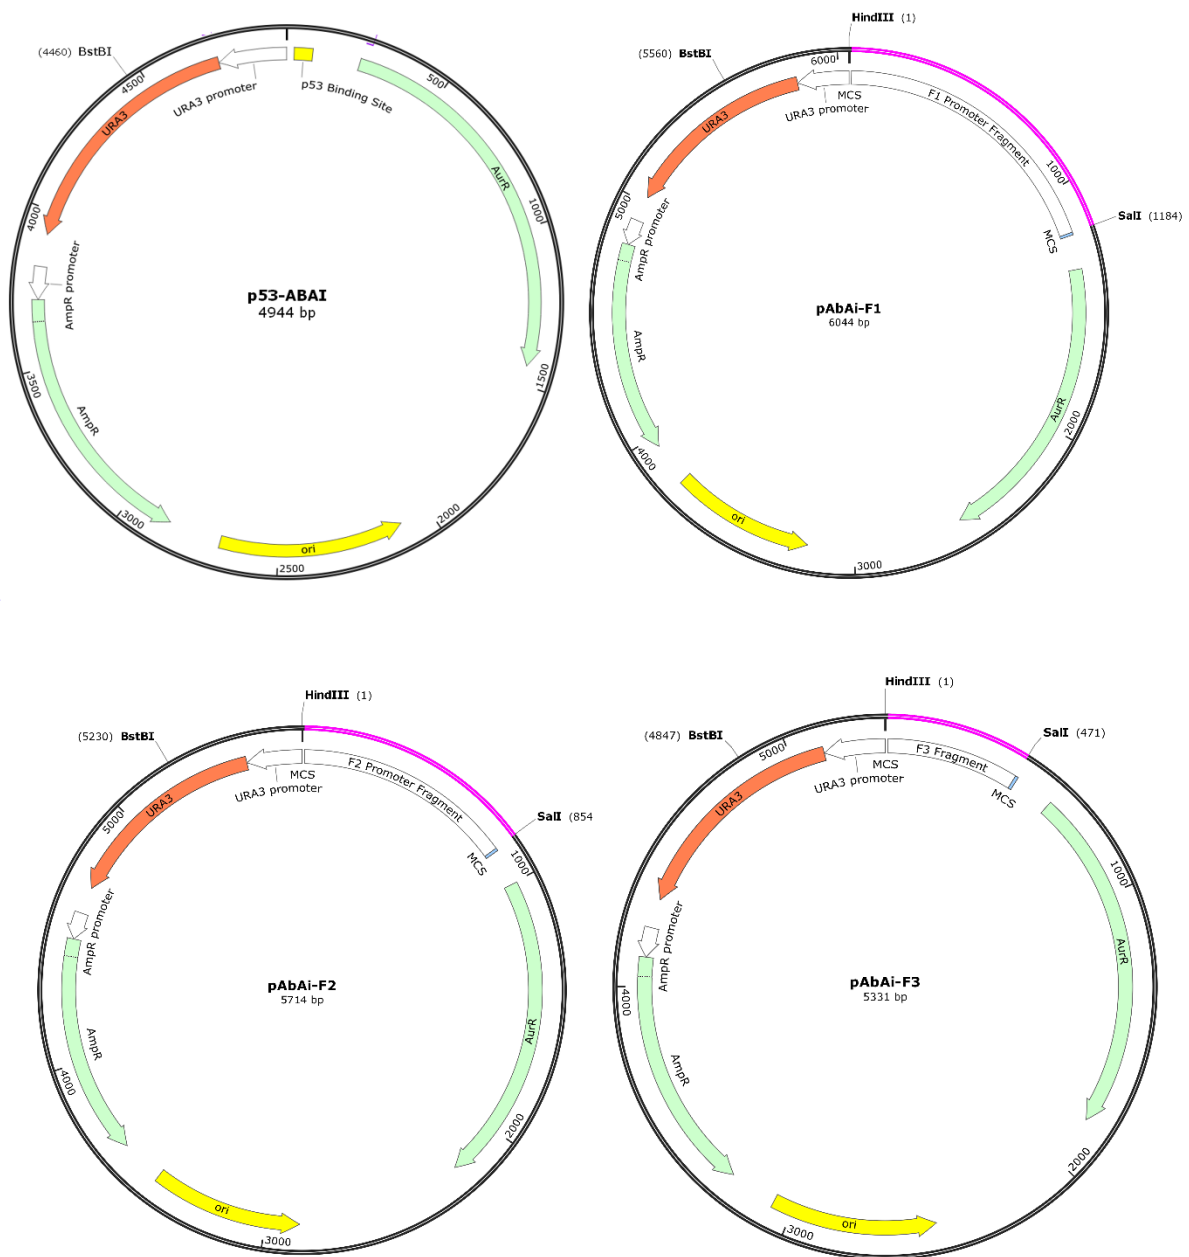 (4460) BstBI
4500
URA3
URA3 promoter
p53 Binding Site
500
AurR
1000
4000
AmpR promoter
p53-ABAI
4944 bp
3500
1500
AmpR
3000
ori
2000
2500
HindIII (1)
(5560) BstBI
6000
MCS
URA3 promoter
URA3
F1 Promoter Fragment
1000
SalI (1184)
MCS
5000
AmpR promoter
pAbAi-F1
6044 bp
AmpR
AurR
2000
4000
ori
3000
HindIII (1)
(5230) BstBI
MCS
URA3 promoter
URA3
F2 Promoter Fragment
SalI (854
5000
MCS
1000
AmpR promoter
pAbAi-F2
5714 bp
AmpR
AurR
4000
2000
ori
3000
HindIII (1)
(4847) BstBI
5000
SalI (471)
MCS
F3 Fragment
URA3 promoter
URA3
MCS
1000
AmpR promoter
AurR
pAbAi-F3
5331 bp
4000
AmpR
2000
ori
3000